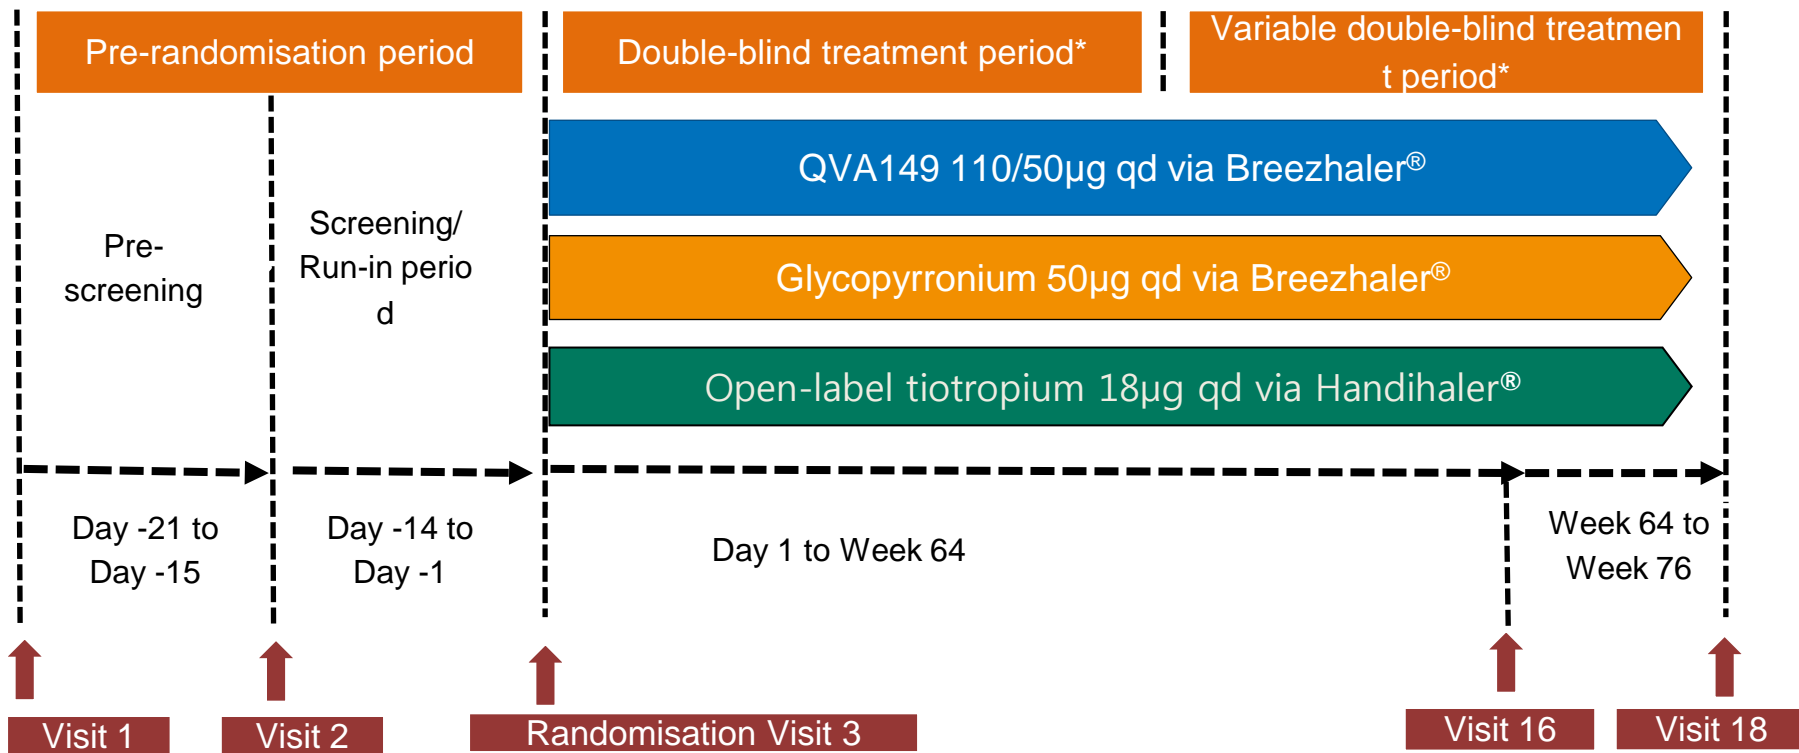 Pre-randomisation period
Double-blind treatment period*
Variable double-blind treatmen
t period*
QVA149 110/50µg qd via Breezhaler®
Pre-
screening
Screening/
Run-in perio
d
Glycopyrronium 50µg qd via Breezhaler®
Open-label tiotropium 18µg qd via Handihaler®
Day -21 to
Day -15
Day -14 to
Day -1
Day 1 to Week 64
Week 64 to
Week 76
Visit 1
Visit 2
Randomisation Visit 3
Visit 16
Visit 18